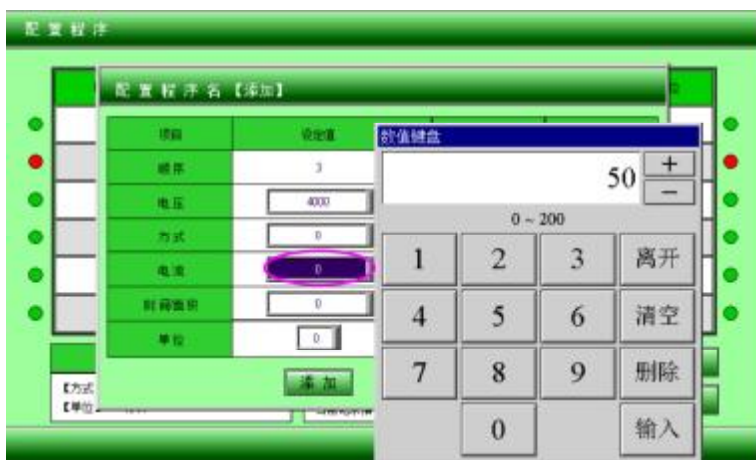 配置程序
配置程序名【添加】
项目 设定值
顺序 3
电压 4000
方式 0
电流 0
时间面积 0
单位 0
添加
数值键盘
50 +
−
0 ~ 200
1 2 3 离开
4 5 6 清空
7 8 9 删除
0 输入
【方式
【单位】